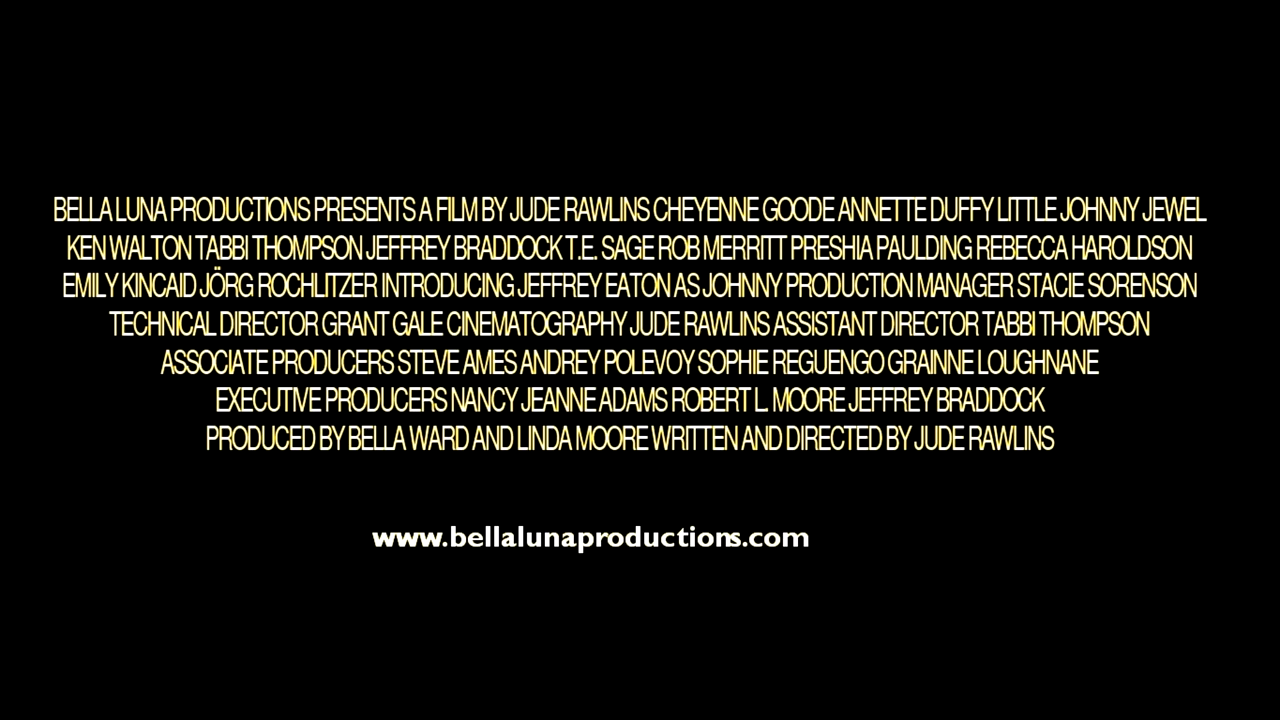 BELLA LUNA PRODUCTIONS PRESENTS A FILM BY JUDE RAWLINS CHEYENNE GOODE ANNETTE DUFFY LITTLE JOHNNY JEWEL
KEN WALTON TABBI THOMPSON JEFFREY BRADDOCK T.E. SAGE ROB MERRITT PRESHIA PAULDING REBECCA HAROLDSON
EMILY KINCAID JÖRG ROCHLITZER INTRODUCING JEFFREY EATON AS JOHNNY PRODUCTION MANAGER STACIE SORENSON
TECHNICAL DIRECTOR GRANT GALE CINEMATOGRAPHY JUDE RAWLINS ASSISTANT DIRECTOR TABBI THOMPSON
ASSOCIATE PRODUCERS STEVE AMES ANDREY POLEVOY SOPHIE REGUENGO GRAINNE LOUGHNANE
EXECUTIVE PRODUCERS NANCY JEANNE ADAMS ROBERT L. MOORE JEFFREY BRADDOCK
PRODUCED BY BELLA WARD AND LINDA MOORE WRITTEN AND DIRECTED BY JUDE RAWLINS
www.bellalunaproductions.com